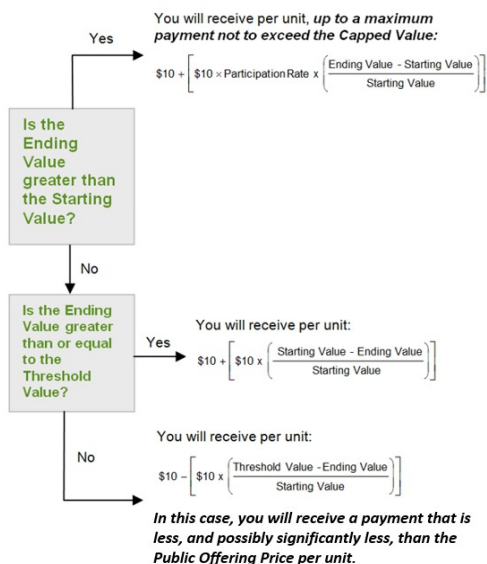 You will receive per unit, up to a maximum
payment not to exceed the Capped Value:
Yes
$10 + [$10 × Participation Rate x (Ending Value - Starting Value / Starting Value)]
Is the
Ending
Value
greater than
the Starting
Value?
No
Is the Ending
Value greater
than or equal
to the
Threshold
Value?
Yes
You will receive per unit:
$10 + [$10 x (Starting Value - Ending Value / Starting Value)]
You will receive per unit:
No
$10 – [$10 x (Threshold Value - Ending Value / Starting Value)]
In this case, you will receive a payment that is
less, and possibly significantly less, than the
Public Offering Price per unit.